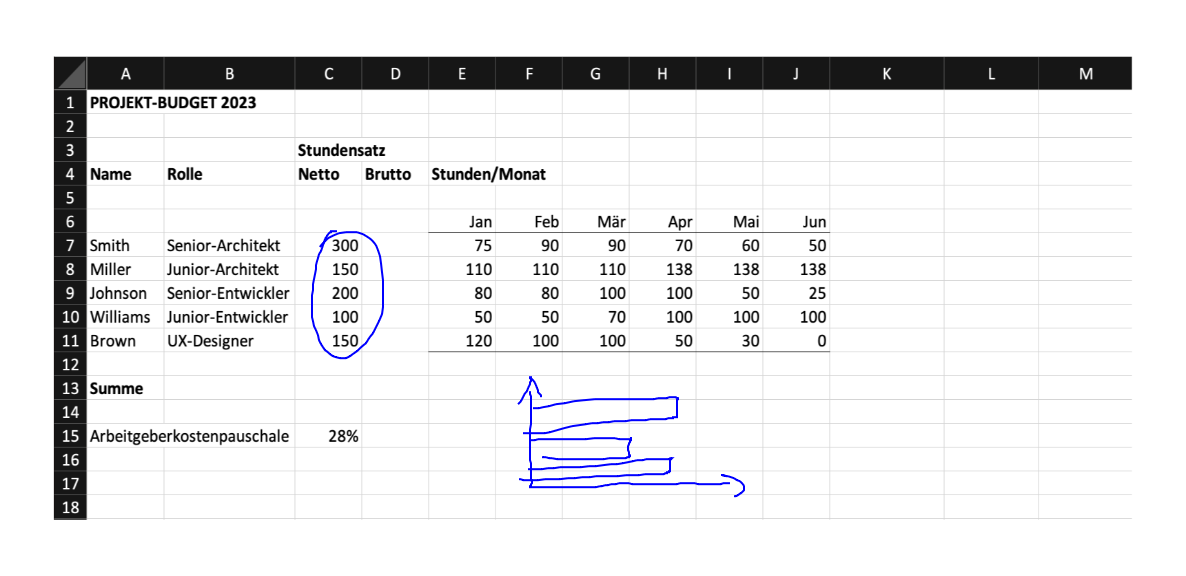 A B C D E F G H I J K L M
1 PROJEKT-BUDGET 2023
2
3 Stundensatz
4 Name Rolle Netto Brutto Stunden/Monat
5
6 Jan Feb Mär Apr Mai Jun
7 Smith Senior-Architekt 300 75 90 90 70 60 50
8 Miller Junior-Architekt 150 110 110 110 138 138 138
9 Johnson Senior-Entwickler 200 80 80 100 100 50 25
10 Williams Junior-Entwickler 100 50 50 70 100 100 100
11 Brown UX-Designer 150 120 100 100 50 30 0
12
13 Summe
14
15 Arbeitgeberkostenpauschale 28%
16
17
18